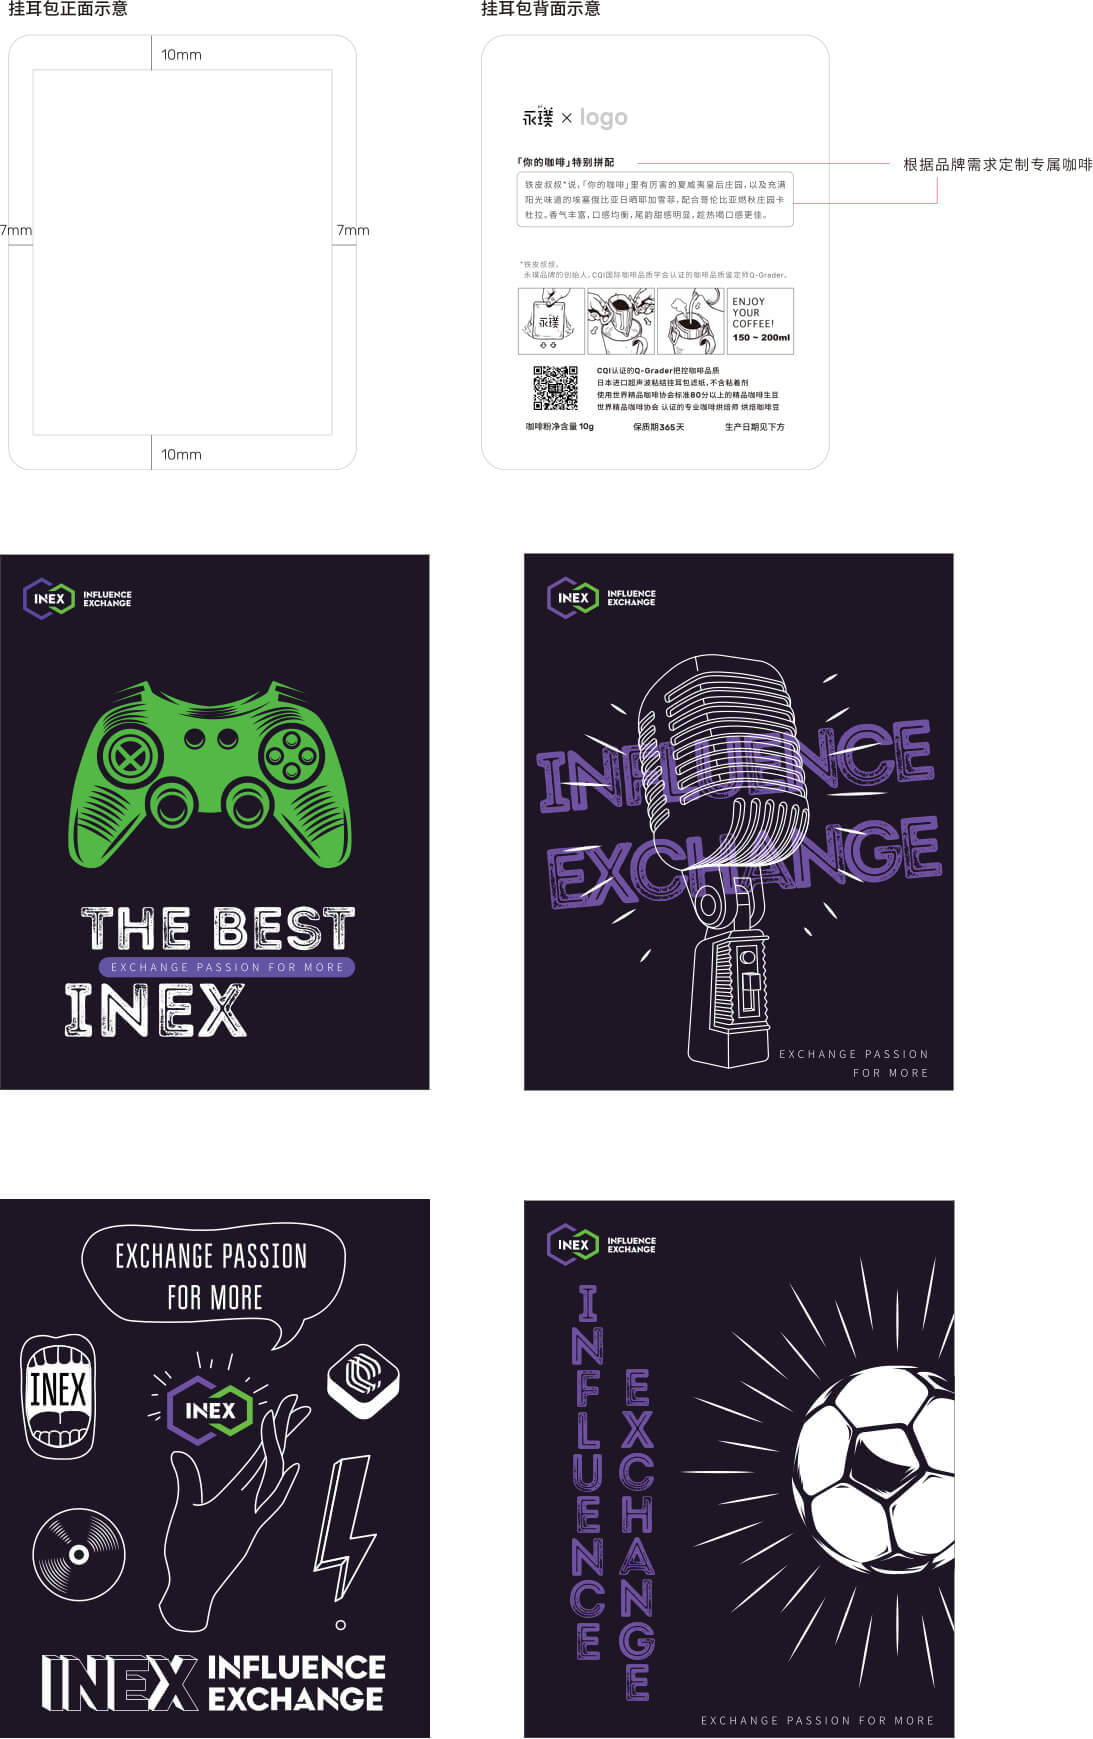 挂耳包正面示意
10mm
7mm
7mm
10mm
挂耳包背面示意
永璞 × logo
「你的咖啡」特别拼配
根据品牌需求定制专属咖啡
铁皮叔叔*说，「你的咖啡」里有厉害的夏威夷皇后庄园，以及充满
阳光味道的埃塞俄比亚日晒耶加雪菲，配合哥伦比亚燃秋庄园卡
杜拉。香气丰富，口感均衡，尾韵甜感明显，趁热喝口感更佳。
*铁皮叔叔，
永璞品牌的创始人，CQI国际咖啡品质学会认证的咖啡品质鉴定师Q-Grader。
永璞
ENJOY
YOUR
COFFEE!
150 ~ 200ml
CQI认证的Q-Grader把控咖啡品质
日本进口超声波粘结挂耳包滤纸，不含粘着剂
使用世界精品咖啡协会标准80分以上的精品咖啡生豆
世界精品咖啡协会 认证的专业咖啡烘焙师 烘焙咖啡豆
咖啡粉净含量 10g
保质期365天
生产日期见下方
INEX
INFLUENCE
EXCHANGE
THE BEST
EXCHANGE PASSION FOR MORE
INEX
INEX
INFLUENCE
EXCHANGE
INFLUENCE
EXCHANGE
EXCHANGE PASSION
FOR MORE
EXCHANGE PASSION
FOR MORE
INEX
INEX
INEX
INFLUENCE
EXCHANGE
INEX
INFLUENCE
EXCHANGE
INFLUENCE
EXCHANGE
EXCHANGE PASSION FOR MORE